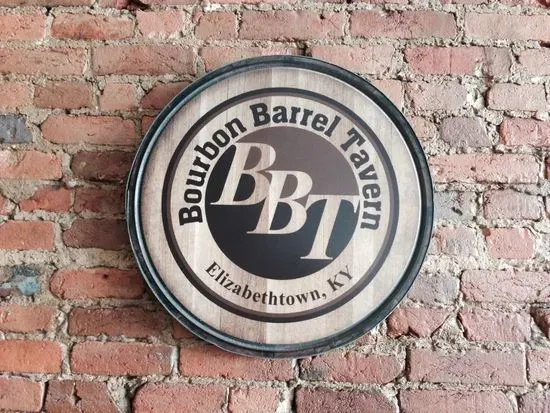 Bourbon Barrel Tavern
BBT
Elizabethtown, KY